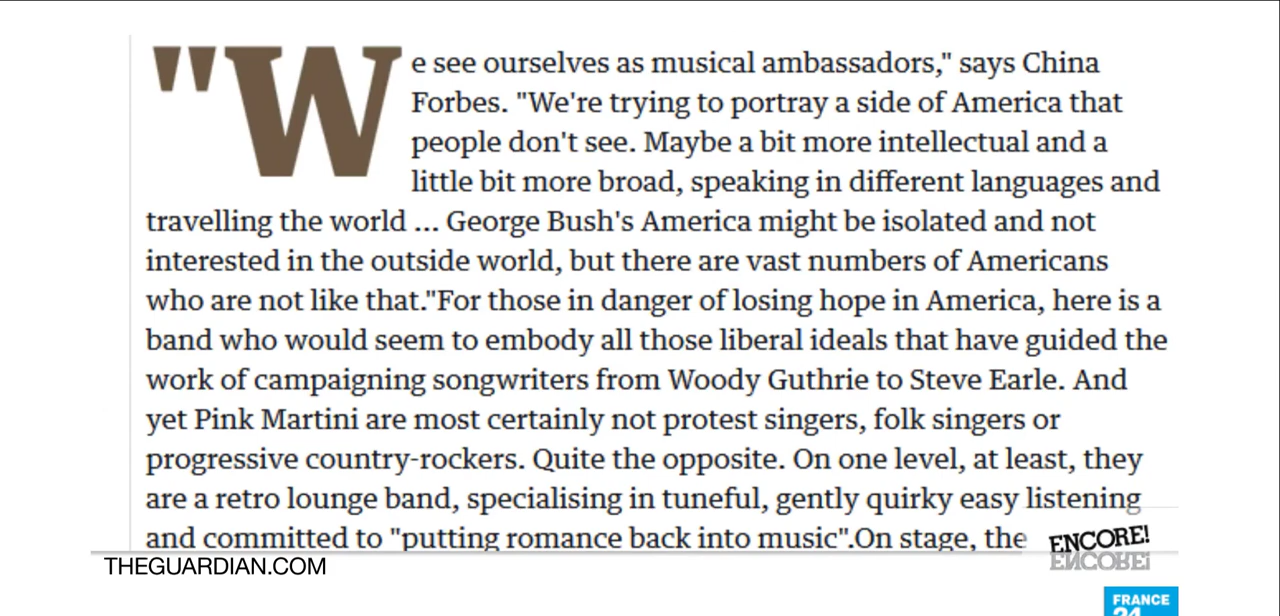 "We see ourselves as musical ambassadors," says China
Forbes. "We're trying to portray a side of America that
people don't see. Maybe a bit more intellectual and a
little bit more broad, speaking in different languages and
travelling the world ... George Bush's America might be isolated and not
interested in the outside world, but there are vast numbers of Americans
who are not like that."For those in danger of losing hope in America, here is a
band who would seem to embody all those liberal ideals that have guided the
work of campaigning songwriters from Woody Guthrie to Steve Earle. And
yet Pink Martini are most certainly not protest singers, folk singers or
progressive country-rockers. Quite the opposite. On one level, at least, they
are a retro lounge band, specialising in tuneful, gently quirky easy listening
and committed to "putting romance back into music".On stage, the
ENCORE!
THEGUARDIAN.COM
FRANCE
24